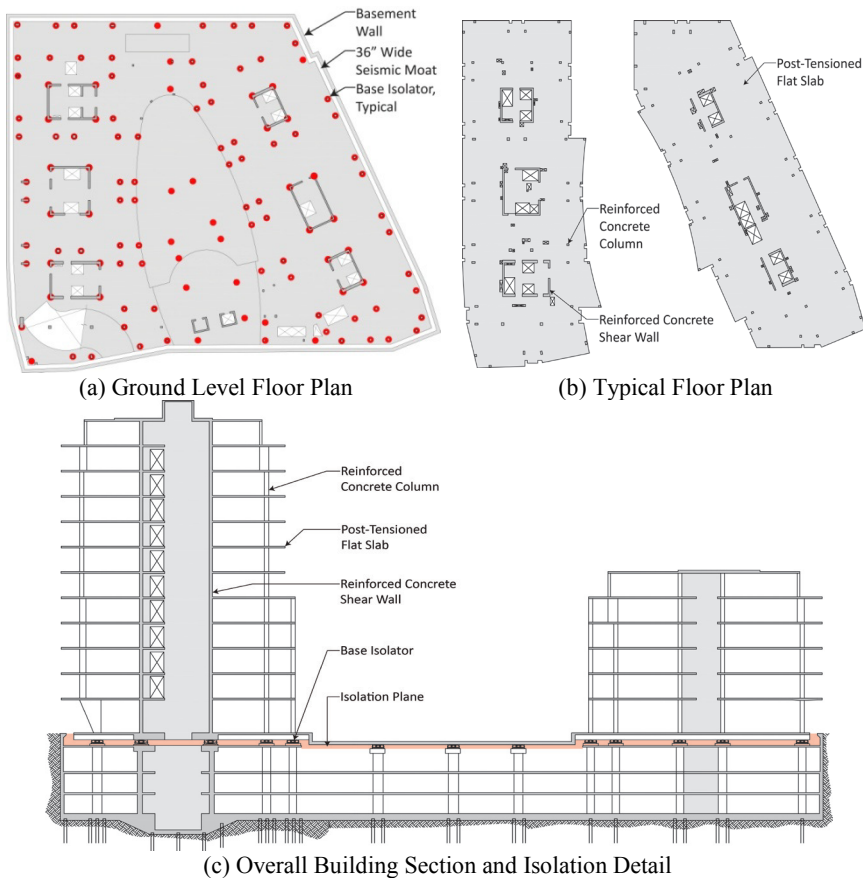 Basement
Wall
36" Wide
Seismic Moat
Base Isolator,
Typical
Post-Tensioned
Flat Slab
Reinforced
Concrete
Column
Reinforced Concrete
Shear Wall
(a) Ground Level Floor Plan
(b) Typical Floor Plan
Reinforced
Concrete Column
Post-Tensioned
Flat Slab
Reinforced Concrete
Shear Wall
Base Isolator
Isolation Plane
(c) Overall Building Section and Isolation Detail